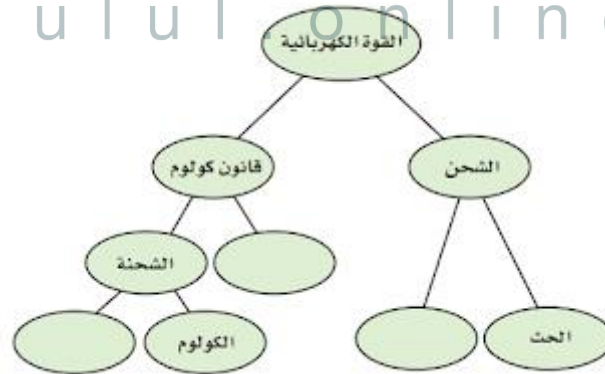 ulul.online
القوة الكهربائية
قانون كولوم
الشحن
الشحنة
الكولوم
الحث